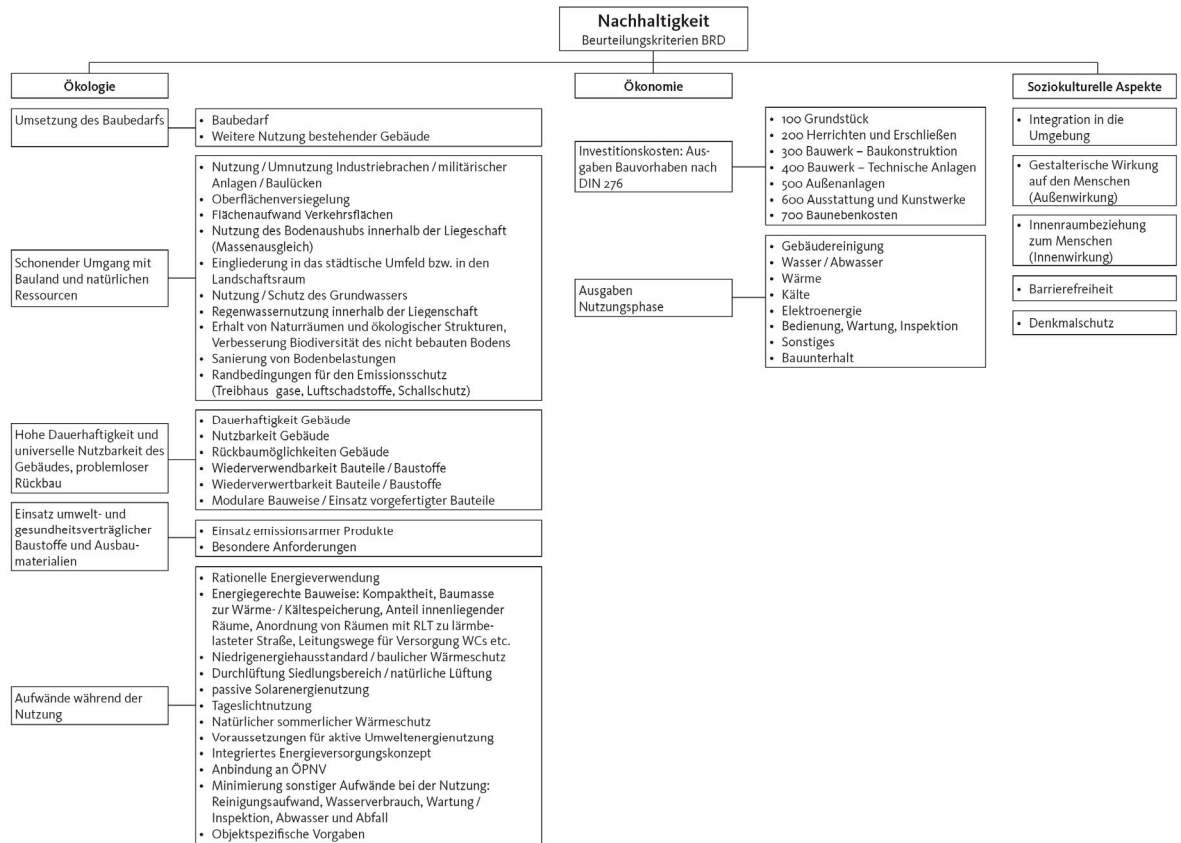 Nachhaltigkeit
Beurteilungskriterien BRD
Ökologie
Umsetzung des Baubedarfs
• Baubedarf
• Weitere Nutzung bestehender Gebäude
Schonender Umgang mit
Bauland und natürlichen
Ressourcen
• Nutzung / Umnutzung Industriebrachen / militärischer
Anlagen / Baulücken
• Oberflächenversiegelung
• Flächenaufwand Verkehrsflächen
• Nutzung des Bodenaushubs innerhalb der Liegeschaft
(Massenausgleich)
• Eingliederung in das städtische Umfeld bzw. in den
Landschaftsraum
• Nutzung / Schutz des Grundwassers
• Regenwassernutzung innerhalb der Liegenschaft
• Erhalt von Naturräumen und ökologischer Strukturen,
Verbesserung Biodiversität des nicht bebauten Bodens
• Sanierung von Bodenbelastungen
• Randbedingungen für den Emissionsschutz
(Treibhaus gase, Luftschadstoffe, Schallschutz)
Hohe Dauerhaftigkeit und
universelle Nutzbarkeit des
Gebäudes, problemloser
Rückbau
• Dauerhaftigkeit Gebäude
• Nutzbarkeit Gebäude
• Rückbaumöglichkeiten Gebäude
• Wiederverwendbarkeit Bauteile / Baustoffe
• Wiederverwertbarkeit Bauteile / Baustoffe
• Modulare Bauweise / Einsatz vorgefertigter Bauteile
Einsatz umwelt- und
gesundheitsverträglicher
Baustoffe und Ausbau-
materialien
• Einsatz emissionsarmer Produkte
• Besondere Anforderungen
Aufwände während der
Nutzung
• Rationelle Energieverwendung
• Energiegerechte Bauweise: Kompaktheit, Baumasse
zur Wärme- / Kältespeicherung, Anteil innenliegender
Räume, Anordnung von Räumen mit RLT zu lärmbe-
lasteter Straße, Leitungswege für Versorgung WCs etc.
• Niedrigenergiehausstandard / baulicher Wärmeschutz
• Durchlüftung Siedlungsbereich / natürliche Lüftung
• passive Solarenergienutzung
• Tageslichtnutzung
• Natürlicher sommerlicher Wärmeschutz
• Voraussetzungen für aktive Umweltenergienutzung
• Integriertes Energieversorgungskonzept
• Anbindung an ÖPNV
• Minimierung sonstiger Aufwände bei der Nutzung:
Reinigungsaufwand, Wasserverbrauch, Wartung /
Inspektion, Abwasser und Abfall
• Objektspezifische Vorgaben
Ökonomie
Investitionskosten: Aus-
gaben Bauvorhaben nach
DIN 276
• 100 Grundstück
• 200 Herrichten und Erschließen
• 300 Bauwerk – Baukonstruktion
• 400 Bauwerk – Technische Anlagen
• 500 Außenanlagen
• 600 Ausstattung und Kunstwerke
• 700 Baunebenkosten
Ausgaben
Nutzungsphase
• Gebäudereinigung
• Wasser / Abwasser
• Wärme
• Kälte
• Elektroenergie
• Bedienung, Wartung, Inspektion
• Sonstiges
• Bauunterhalt
Soziokulturelle Aspekte
• Integration in die
Umgebung
• Gestalterische Wirkung
auf den Menschen
(Außenwirkung)
• Innenraumbeziehung
zum Menschen
(Innenwirkung)
• Barrierefreiheit
• Denkmalschutz